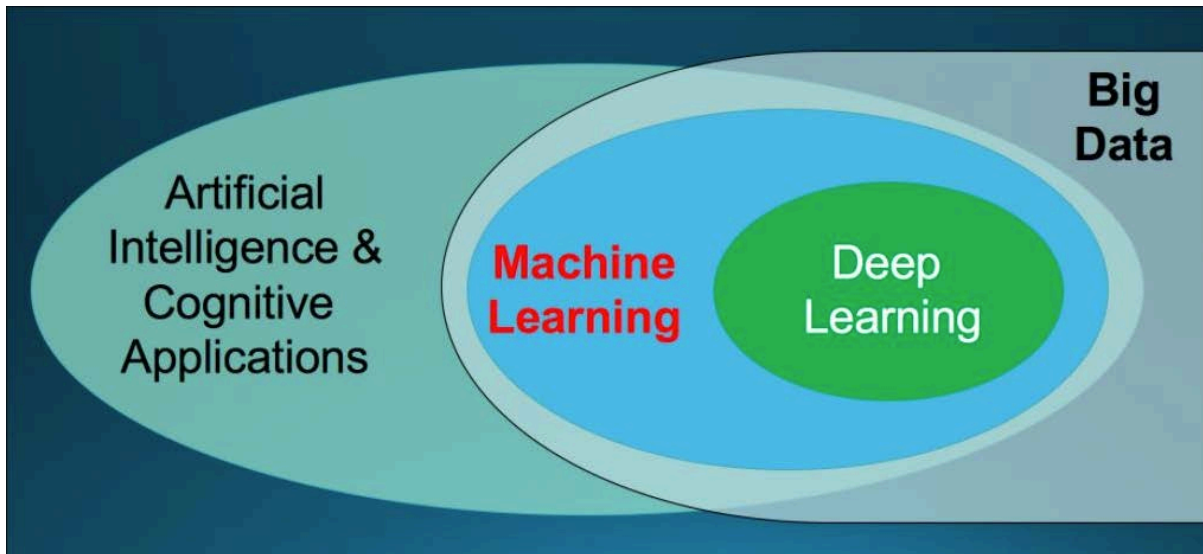 Artificial
Intelligence &
Cognitive
Applications
Machine
Learning
Deep
Learning
Big
Data